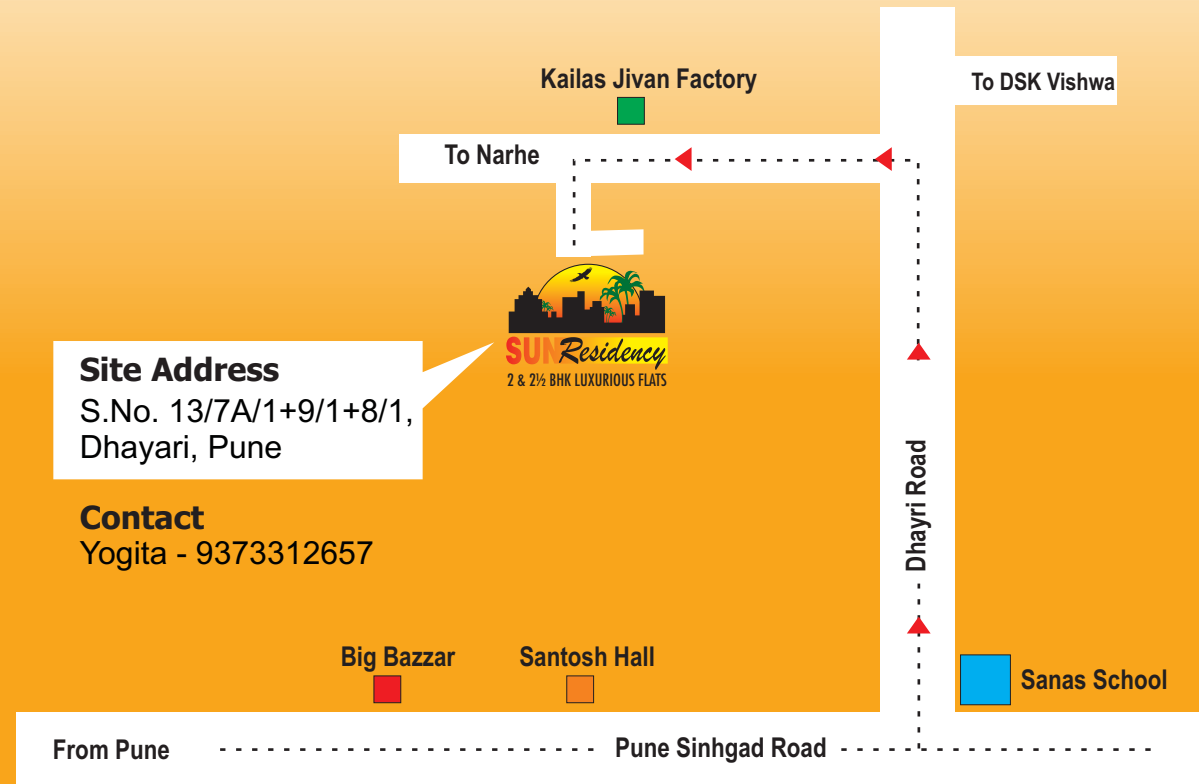 Kailas Jivan Factory
To DSK Vishwa
To Narhe
SUN Residency
2 & 2½ BHK LUXURIOUS FLATS
Site Address
S.No. 13/7A/1+9/1+8/1,
Dhayari, Pune
Contact
Yogita - 9373312657
Dhayri Road
Big Bazzar
Santosh Hall
Sanas School
From Pune
Pune Sinhgad Road